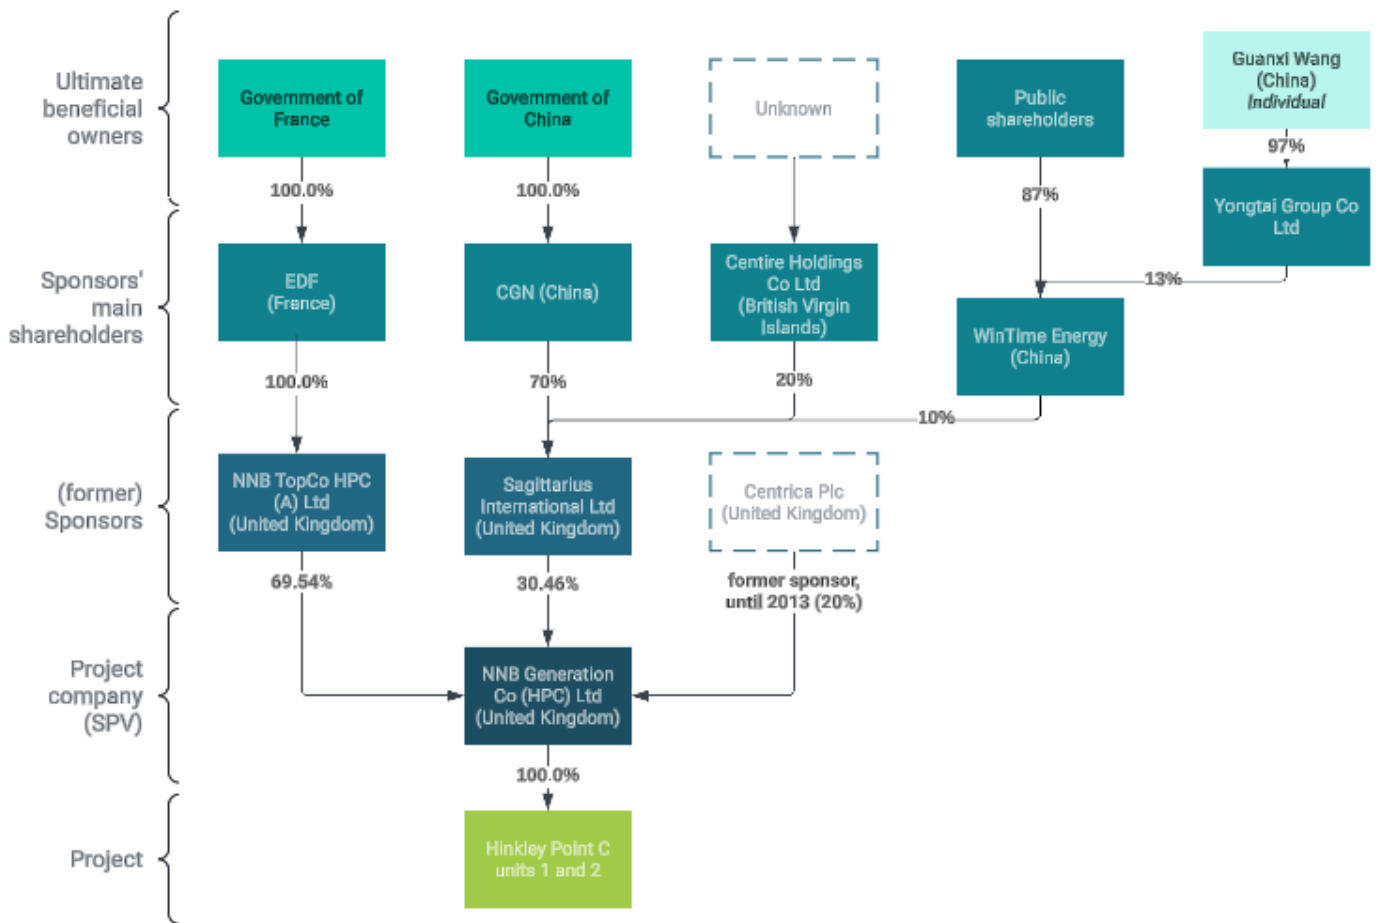 Ultimate
beneficial
owners
Government of
France
Government of
China
Unknown
Public
shareholders
Guanxi Wang
(China)
Individual
97%
100.0%
100.0%
87%
Yongtai Group Co
Ltd
Sponsors'
main
shareholders
EDF
(France)
CGN (China)
Centire Holdings
Co Ltd
(British Virgin
Islands)
13%
WinTime Energy
(China)
100.0%
70%
20%
10%
(former)
Sponsors
NNB TopCo HPC
(A) Ltd
(United Kingdom)
Sagittarius
International Ltd
(United Kingdom)
Centrica Plc
(United Kingdom)
69.54%
30.46%
former sponsor,
until 2013 (20%)
Project
company
(SPV)
NNB Generation
Co (HPC) Ltd
(United Kingdom)
100.0%
Project
Hinkley Point C
units 1 and 2